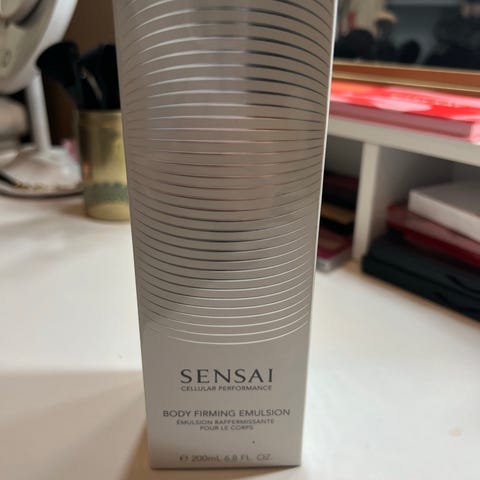 SENSAI
CELLULAR PERFORMANCE
BODY FIRMING EMULSION
ÉMULSION RAFFERMISSANTE
POUR LE CORPS
℮ 200mL 6.8 FL. OZ.